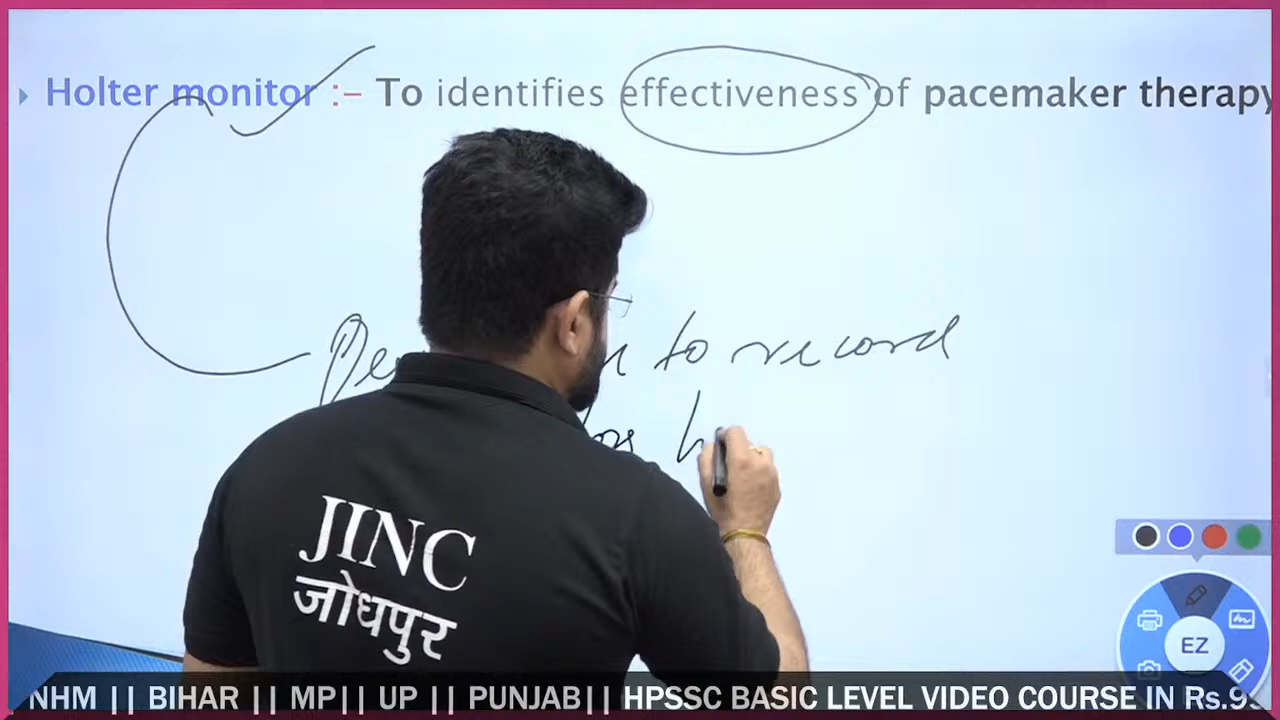 Holter monitor :– To identifies effectiveness of pacemaker therapy
to record
JINC
जोधपुर
EZ
NHM || BIHAR || MP|| UP || PUNJAB|| HPSSC BASIC LEVEL VIDEO COURSE IN Rs.